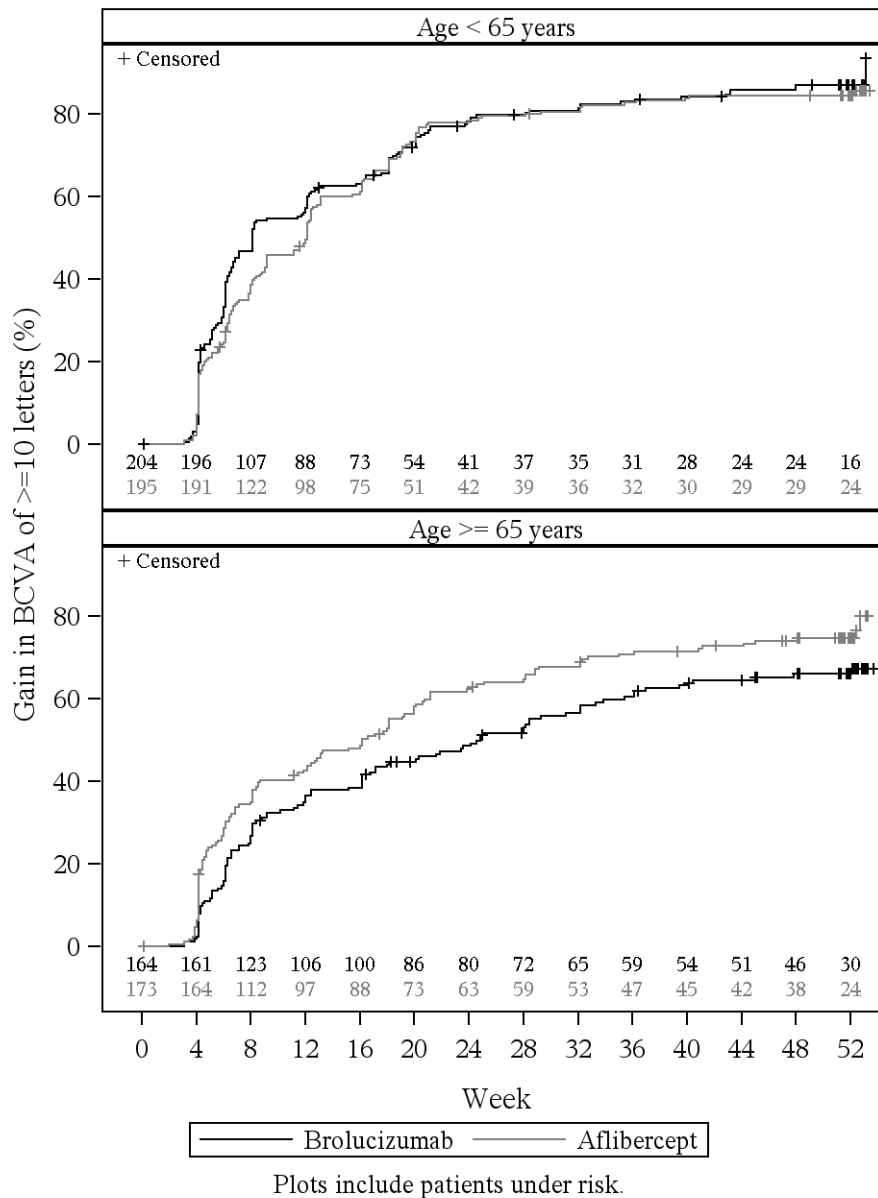 Age < 65 years
+ Censored
80
60
40
20
0
204 196 107 88 73 54 41 37 35 31 28 24 24 16
195 191 122 98 75 51 42 39 36 32 30 29 29 24
Gain in BCVA of >=10 letters (%)
Age >= 65 years
+ Censored
80
60
40
20
0
164 161 123 106 100 86 80 72 65 59 54 51 46 30
173 164 112 97 88 73 63 59 53 47 45 42 38 24
0 4 8 12 16 20 24 28 32 36 40 44 48 52
Week
Brolucizumab Aflibercept
Plots include patients under risk.